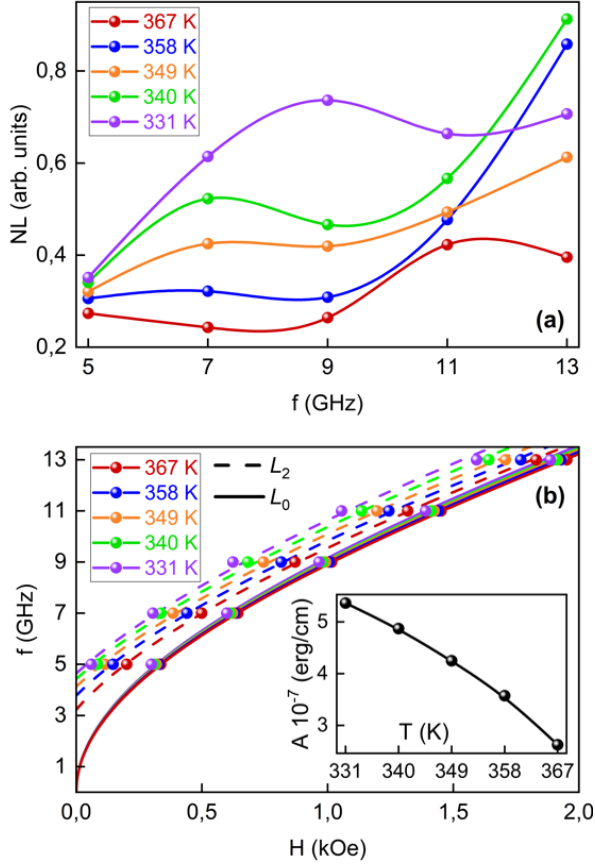 367 K
358 K
349 K
340 K
331 K
0,8
0,6
0,4
0,2
NL (arb. units)
(a)
5 7 9 11 13
f (GHz)
367 K
358 K
349 K
340 K
331 K
L2
L0
(b)
13
11
9
7
5
3
1
f (GHz)
5
4
3
A 10-7 (erg/cm)
T (K)
331 340 349 358 367
0,0 0,5 1,0 1,5 2,0
H (kOe)